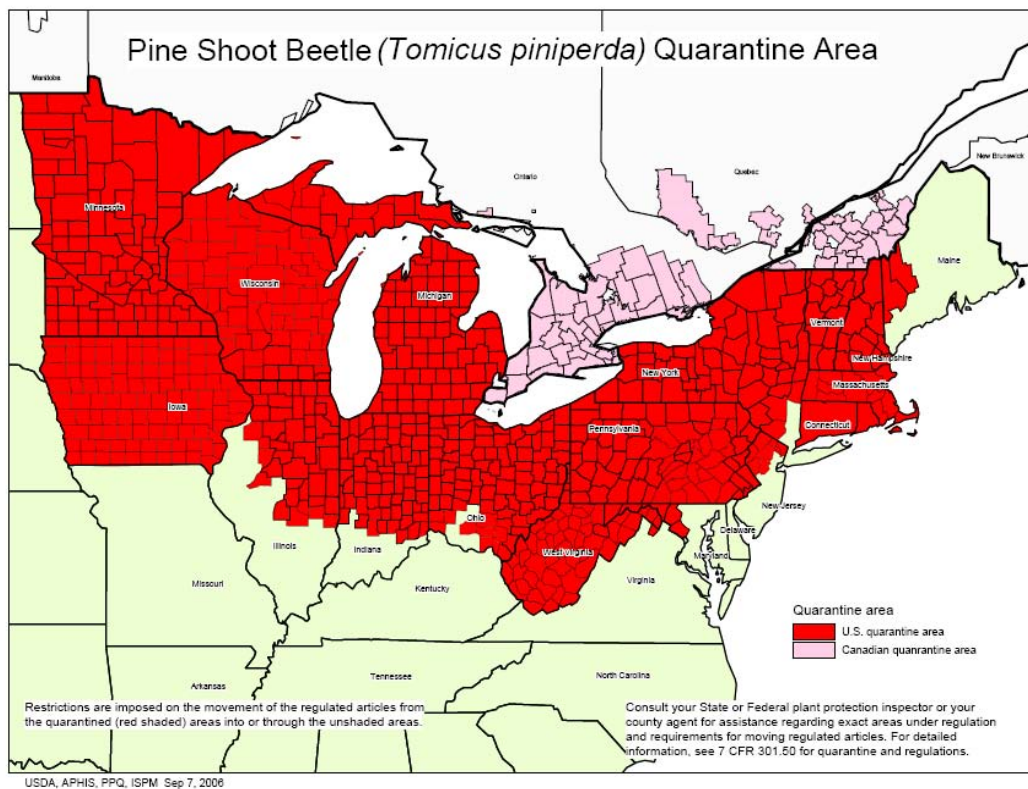 Pine Shoot Beetle (Tomicus piniperda) Quarantine Area
Manitoba
Ontario
Quebec
New Brunswick
Minnesota
Maine
Wisconsin
Michigan
Vermont
New Hampshire
New York
Massachusetts
Iowa
Connecticut
Pennsylvania
New Jersey
Ohio
Illinois
Indiana
Delaware
West Virginia
Maryland
Missouri
Kentucky
Virginia
Quarantine area
U.S. quarantine area
Canadian quanrantine area
Arkansas
Tennessee
North Carolina
Restrictions are imposed on the movement of the regulated articles from
the quarantined (red shaded) areas into or through the unshaded areas.
Consult your State or Federal plant protection inspector or your
county agent for assistance regarding exact areas under regulation
and requirements for moving regulated articles. For detailed
information, see 7 CFR 301.50 for quarantine and regulations.
USDA, APHIS, PPQ, ISPM Sep 7, 2006